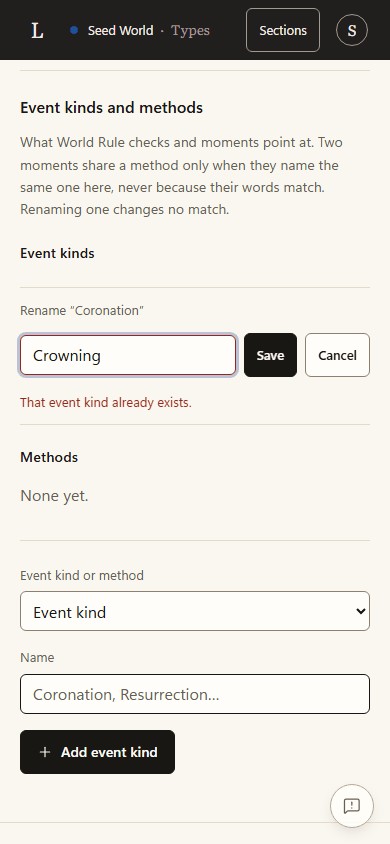 L
Seed World · Types
Sections
S
Event kinds and methods
What World Rule checks and moments point at. Two
moments share a method only when they name the
same one here, never because their words match.
Renaming one changes no match.
Event kinds
Rename “Coronation”
Crowning
Save
Cancel
That event kind already exists.
Methods
None yet.
Event kind or method
Event kind
Name
Coronation, Resurrection...
+ Add event kind